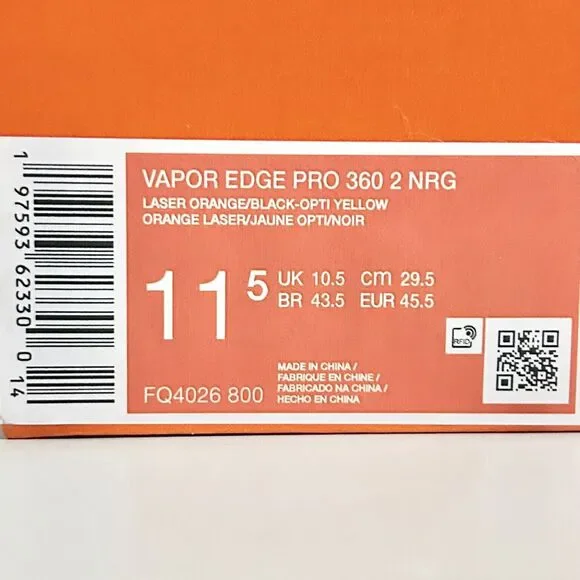 1 97593 62330 0 14
VAPOR EDGE PRO 360 2 NRG
LASER ORANGE/BLACK-OPTI YELLOW
ORANGE LASER/JAUNE OPTI/NOIR
11 5
UK 10.5 cm 29.5
BR 43.5 EUR 45.5
RFID
MADE IN CHINA /
FABRIQUE EN CHINE /
FABRICADO NA CHINA /
HECHO EN CHINA
FQ4026 800